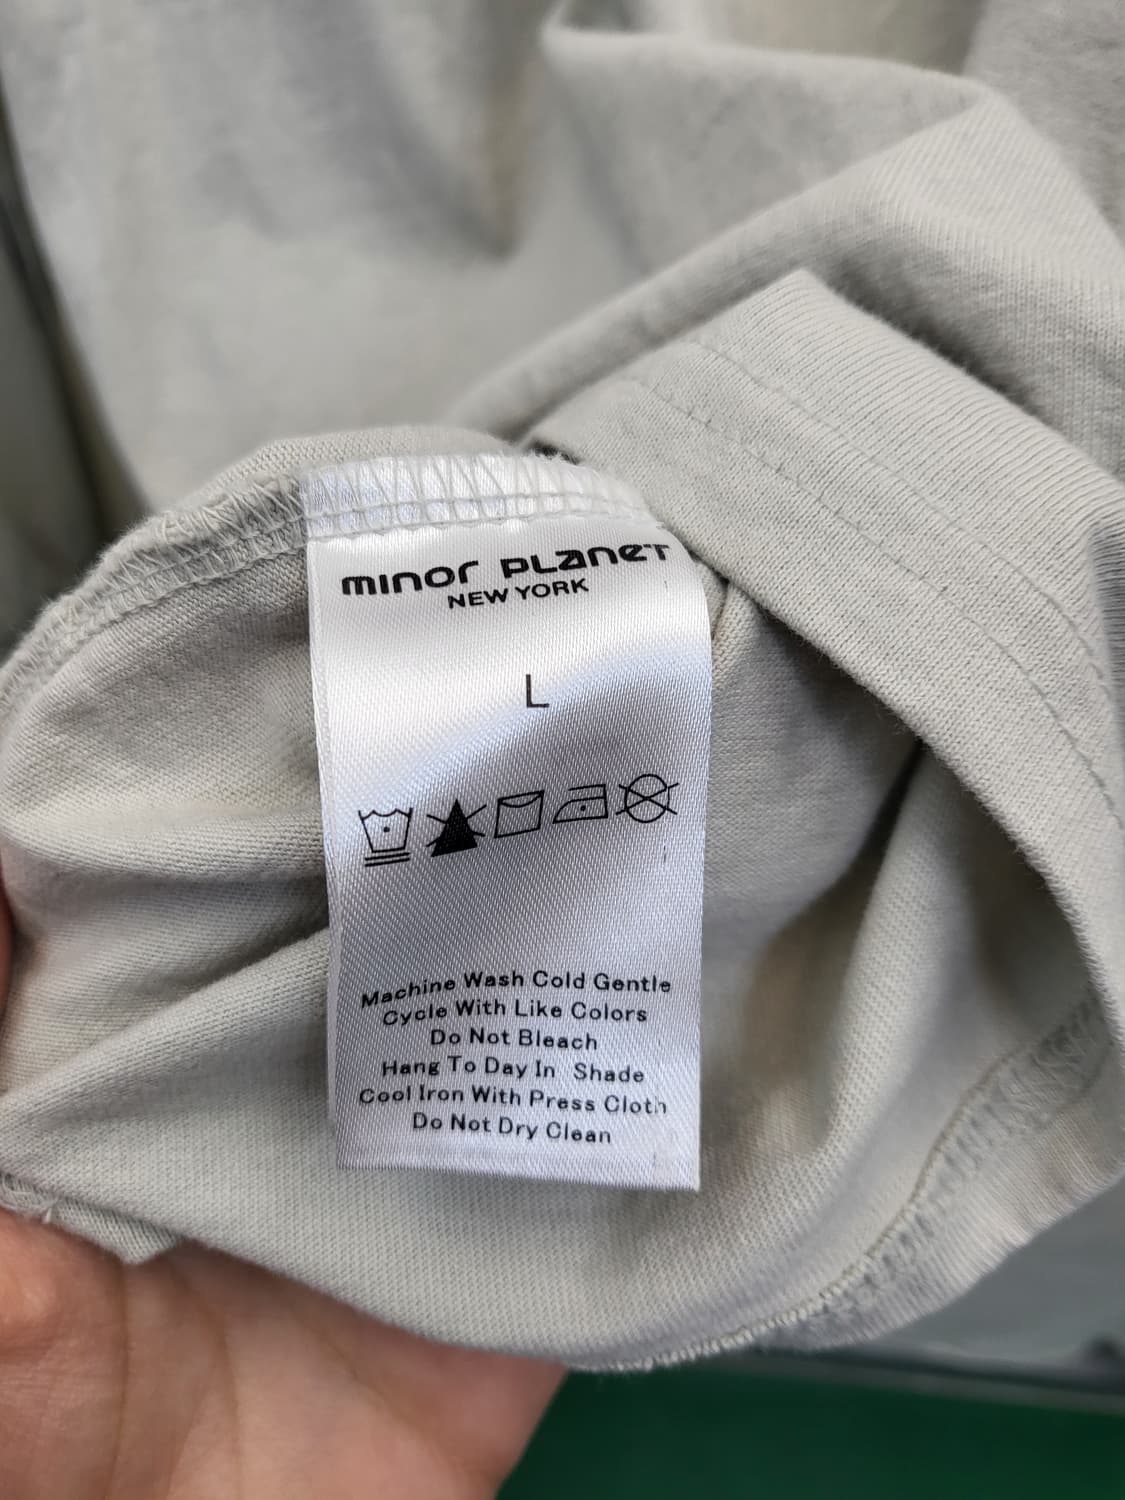 minor planet
NEW YORK
L
Machine Wash Cold Gentle
Cycle With Like Colors
Do Not Bleach
Hang To Day In Shade
Cool Iron With Press Cloth
Do Not Dry Clean